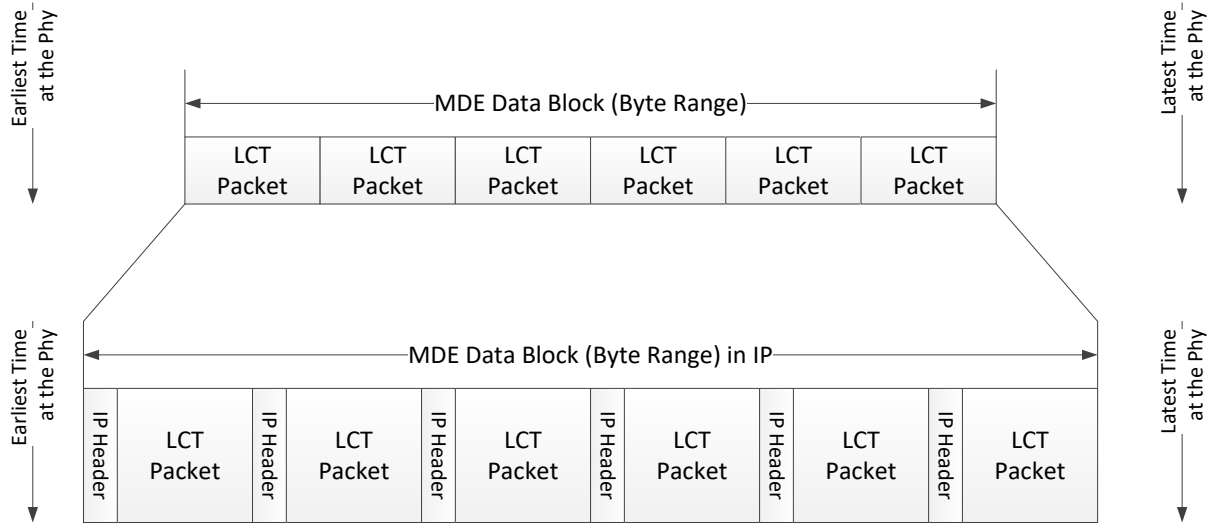 Earliest Time
at the Phy
Latest Time
at the Phy
MDE Data Block (Byte Range)
LCT
Packet
LCT
Packet
LCT
Packet
LCT
Packet
LCT
Packet
LCT
Packet
Earliest Time
at the Phy
Latest Time
at the Phy
MDE Data Block (Byte Range) in IP
IP Header
LCT
Packet
IP Header
LCT
Packet
IP Header
LCT
Packet
IP Header
LCT
Packet
IP Header
LCT
Packet
IP Header
LCT
Packet